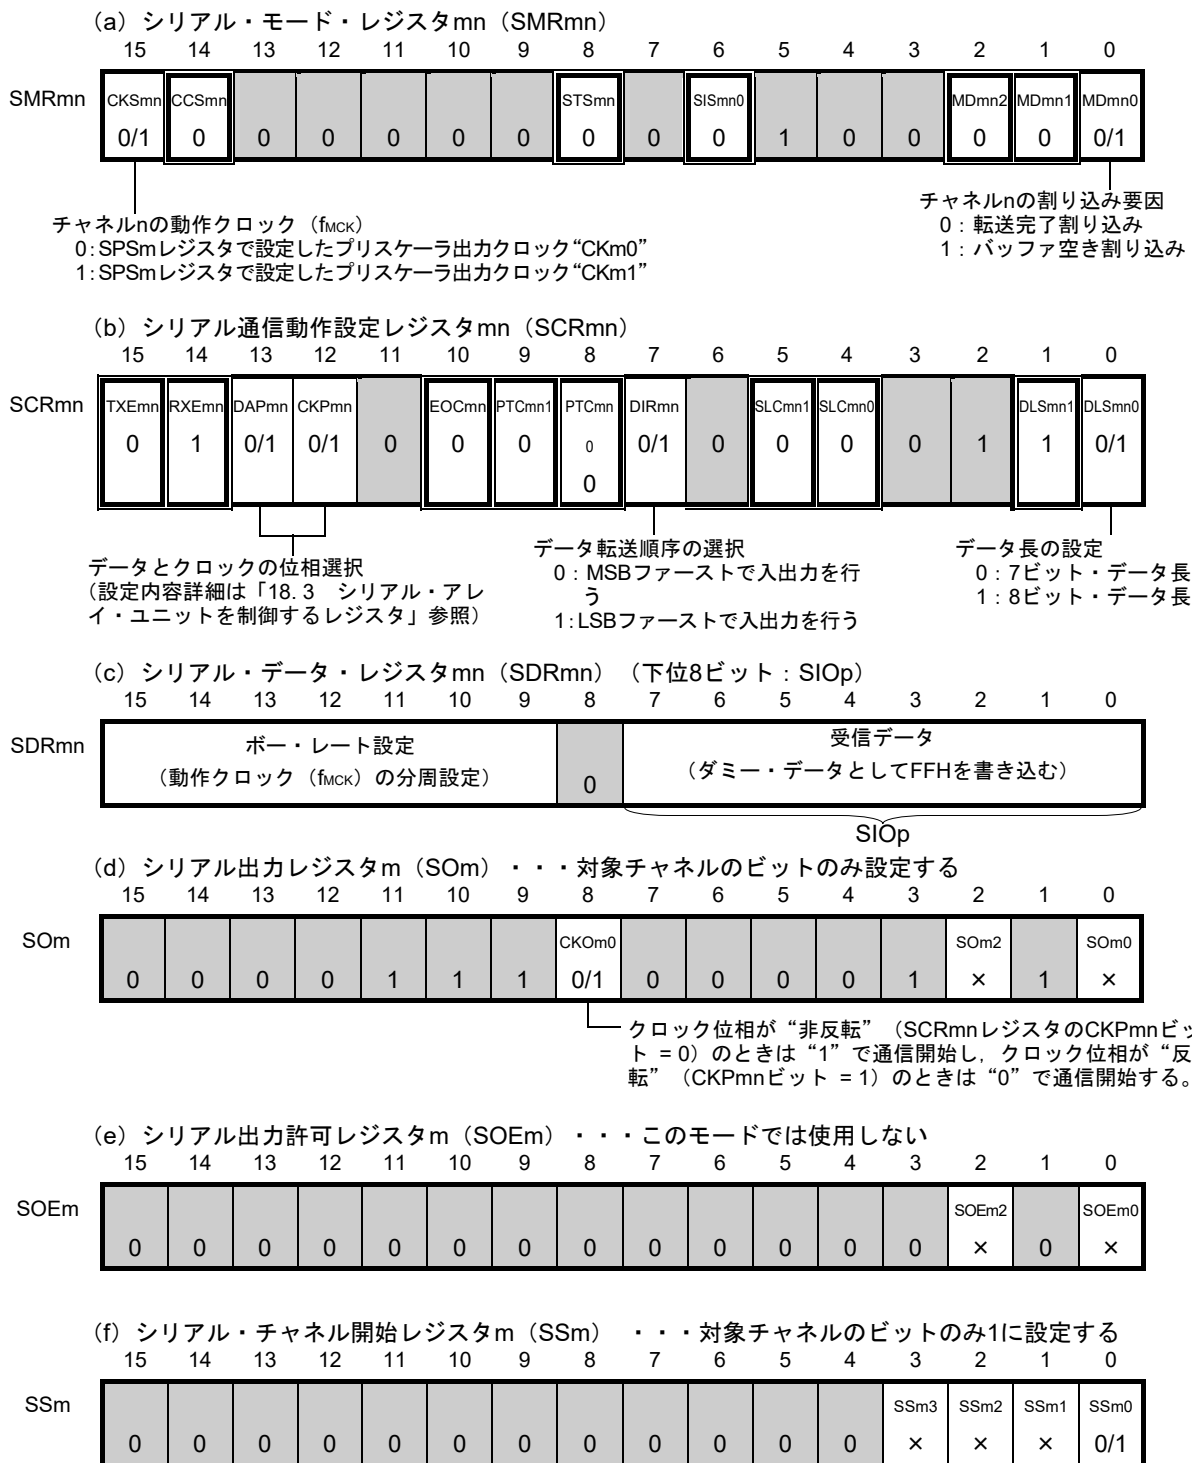 (a) シリアル・モード・レジスタmn（SMRmn）
15 14 13 12 11 10 9 8 7 6 5 4 3 2 1 0
SMRmn CKSmn CCSmn STSmn SISmn0 MDmn2 MDmn1 MDmn0
0/1 0 0 0 0 0 0 0 0 0 1 0 0 0 0 0/1
チャネルnの動作クロック（fMCK）
0：SPSmレジスタで設定したプリスケーラ出力クロック“CKm0”
1：SPSmレジスタで設定したプリスケーラ出力クロック“CKm1”
チャネルnの割り込み要因
0：転送完了割り込み
1：バッファ空き割り込み
(b) シリアル通信動作設定レジスタmn（SCRmn）
15 14 13 12 11 10 9 8 7 6 5 4 3 2 1 0
SCRmn TXEmn RXEmn DAPmn CKPmn EOCmn PTCmn1 PTCmn DIRmn SLCmn1 SLCmn0 DLSmn1 DLSmn0
0 1 0/1 0/1 0 0 0 0 0/1 0 0 0 0 1 1 0/1
0
データとクロックの位相選択
（設定内容詳細は「18. 3 シリアル・アレ
イ・ユニットを制御するレジスタ」参照）
データ転送順序の選択
0：MSBファーストで入出力を行
う
1：LSBファーストで入出力を行う
データ長の設定
0：7ビット・データ長
1：8ビット・データ長
(c) シリアル・データ・レジスタmn（SDRmn）（下位8ビット：SIOp）
15 14 13 12 11 10 9 8 7 6 5 4 3 2 1 0
SDRmn
ボー・レート設定
（動作クロック（fMCK）の分周設定）
0
受信データ
（ダミー・データとしてFFHを書き込む）
SIOp
(d) シリアル出力レジスタm（SOm）・・・対象チャネルのビットのみ設定する
15 14 13 12 11 10 9 8 7 6 5 4 3 2 1 0
SOm CKOm0 SOm2 SOm0
0 0 0 0 1 1 1 0/1 0 0 0 0 1 × 1 ×
クロック位相が“非反転”（SCRmnレジスタのCKPmnビッ
ト = 0）のときは“1”で通信開始し，クロック位相が“反
転”（CKPmnビット = 1）のときは“0”で通信開始する。
(e) シリアル出力許可レジスタm（SOEm）・・・このモードでは使用しない
15 14 13 12 11 10 9 8 7 6 5 4 3 2 1 0
SOEm SOEm2 SOEm0
0 0 0 0 0 0 0 0 0 0 0 0 0 × 0 ×
(f) シリアル・チャネル開始レジスタm（SSm） ・・・対象チャネルのビットのみ1に設定する
15 14 13 12 11 10 9 8 7 6 5 4 3 2 1 0
SSm SSm3 SSm2 SSm1 SSm0
0 0 0 0 0 0 0 0 0 0 0 0 × × × 0/1